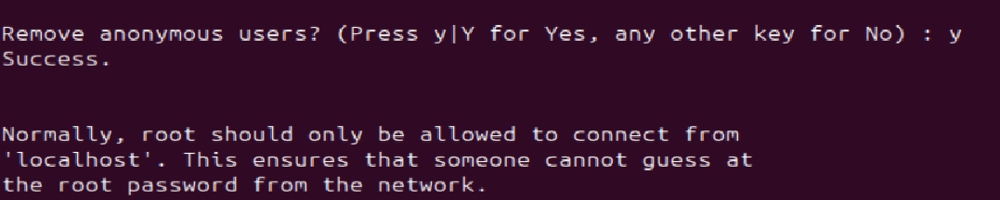 Remove anonymous users? (Press y|Y for Yes, any other key for No) : y
Success.
Normally, root should only be allowed to connect from
'localhost'. This ensures that someone cannot guess at
the root password from the network.